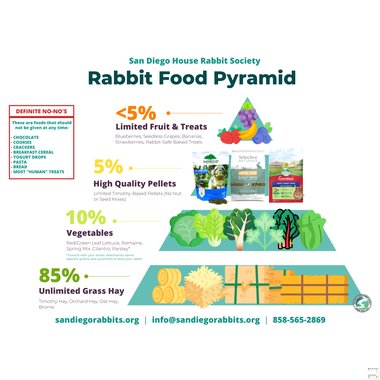 San Diego House Rabbit Society
Rabbit Food Pyramid
DEFINITE NO-NO'S
These are foods that should
not be given at any time:
- CHOCOLATE
- COOKIES
- CRACKERS
- BREAKFAST CEREAL
- YOGURT DROPS
- PASTA
- BREAD
- MOST "HUMAN" TREATS
<5%
Limited Fruit & Treats
Blueberries, Seedless Grapes, Bananas,
Strawberries, Rabbit-Safe Baked Treats
5%
High Quality Pellets
Limited Timothy-Based Pellets (No Nut
or Seed Mixes)
10%
Vegetables
Red/Green Leaf Lettuce, Romaine,
Spring Mix, Cilantro, Parsley*
85%
Unlimited Grass Hay
Timothy Hay, Orchard Hay, Oat Hay,
Brome
Selective
Oxbow
sandiegorabbits.org | info@sandiegorabbits.org | 858-565-2869